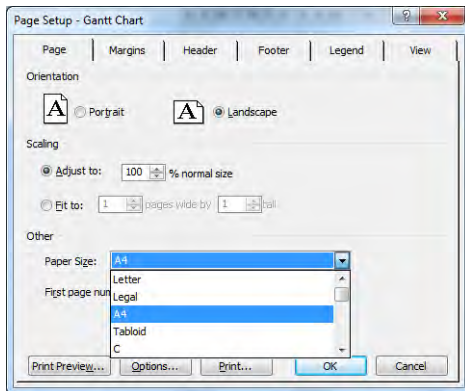 Page Setup - Gantt Chart
Page Margins Header Footer Legend View
Orientation
A Portrait A Landscape
Scaling
Adjust to: 100 % normal size
Fit to: 1 pages wide by 1 tall
Other
Paper Size: A4
Letter
First page num
Legal
A4
Tabloid
C
Print Preview... Options... Print... OK Cancel